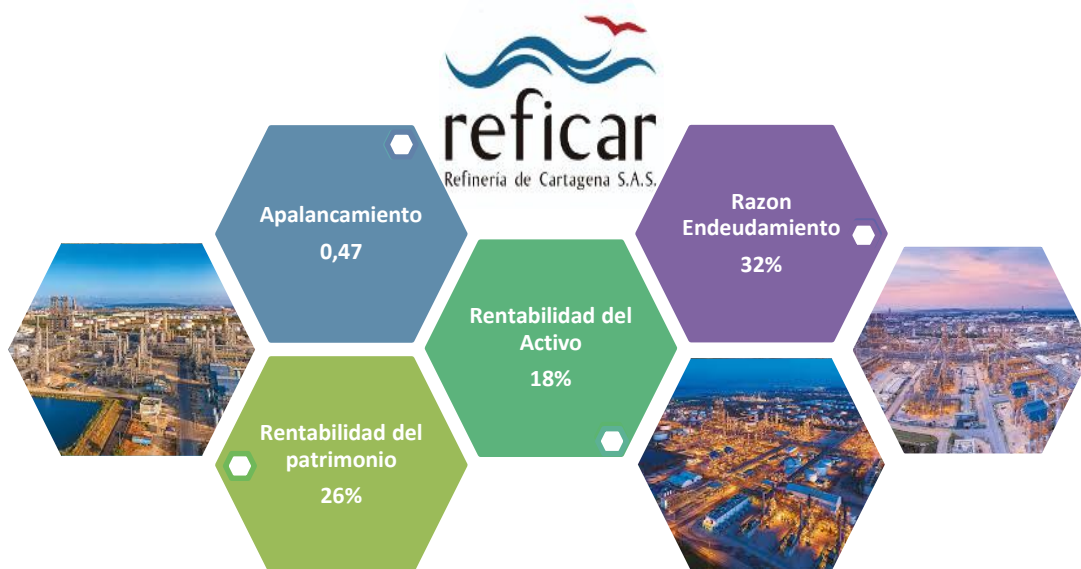 reficar
Refinería de Cartagena S.A.S.
Apalancamiento
0,47
Razon
Endeudamiento
32%
Rentabilidad del
Activo
18%
Rentabilidad del
patrimonio
26%